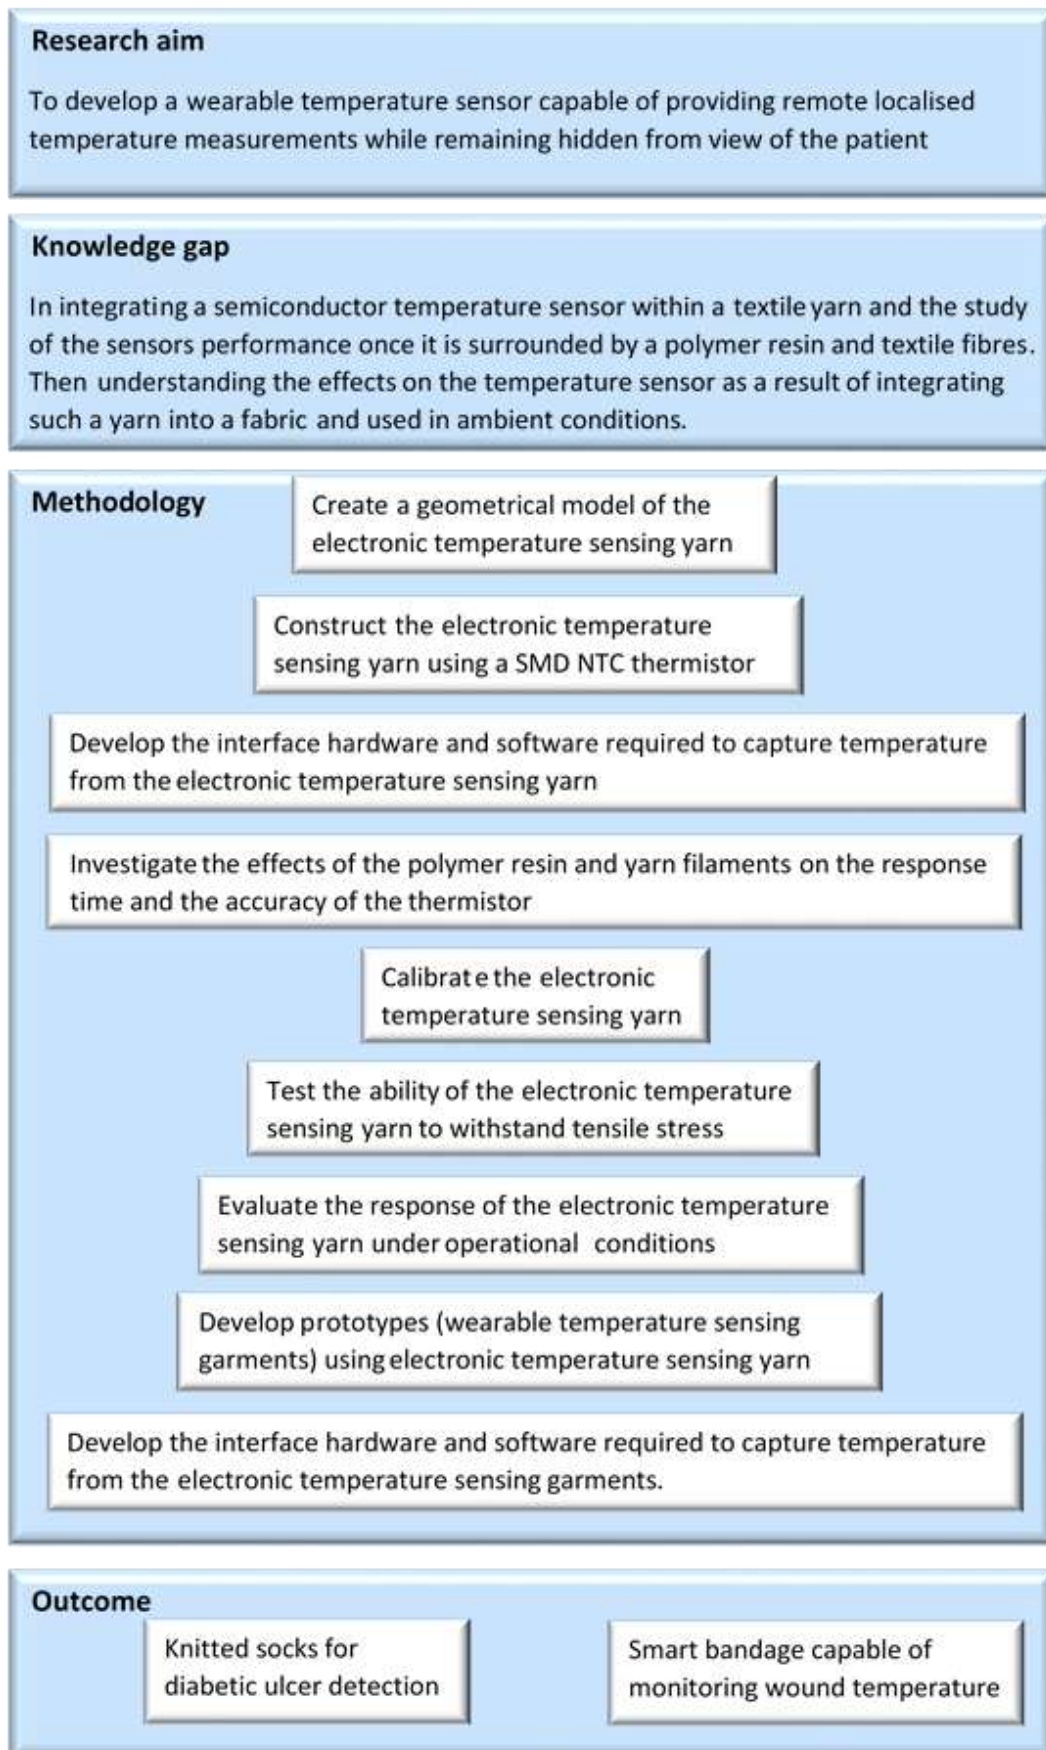 Research aim
To develop a wearable temperature sensor capable of providing remote localised
temperature measurements while remaining hidden from view of the patient
Knowledge gap
In integrating a semiconductor temperature sensor within a textile yarn and the study
of the sensors performance once it is surrounded by a polymer resin and textile fibres.
Then understanding the effects on the temperature sensor as a result of integrating
such a yarn into a fabric and used in ambient conditions.
Methodology
Create a geometrical model of the
electronic temperature sensing yarn
Construct the electronic temperature
sensing yarn using a SMD NTC thermistor
Develop the interface hardware and software required to capture temperature
from the electronic temperature sensing yarn
Investigate the effects of the polymer resin and yarn filaments on the response
time and the accuracy of the thermistor
Calibrate the electronic
temperature sensing yarn
Test the ability of the electronic temperature
sensing yarn to withstand tensile stress
Evaluate the response of the electronic temperature
sensing yarn under operational conditions
Develop prototypes (wearable temperature sensing
garments) using electronic temperature sensing yarn
Develop the interface hardware and software required to capture temperature
from the electronic temperature sensing garments.
Outcome
Knitted socks for
diabetic ulcer detection
Smart bandage capable of
monitoring wound temperature